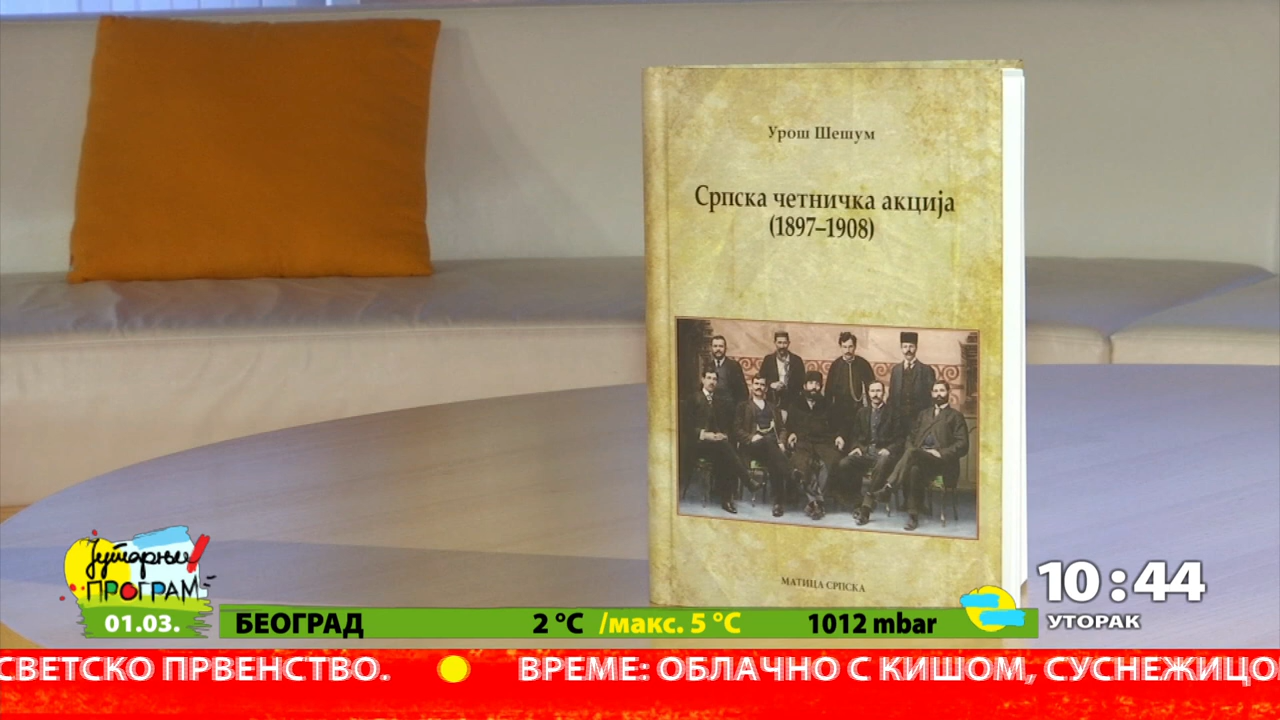 Урош Шешум
Српска четничка акција
(1897–1908)
МАТИЦА СРПСКА
Јутарњи
ПРОГРАМ
01.03.
БЕОГРАД 2 °C /макс. 5 °C 1012 mbar
10:44
УТОРАК
СВЕТСКО ПРВЕНСТВО. ВРЕМЕ: ОБЛАЧНО С КИШОМ, СУСНЕЖИЦО